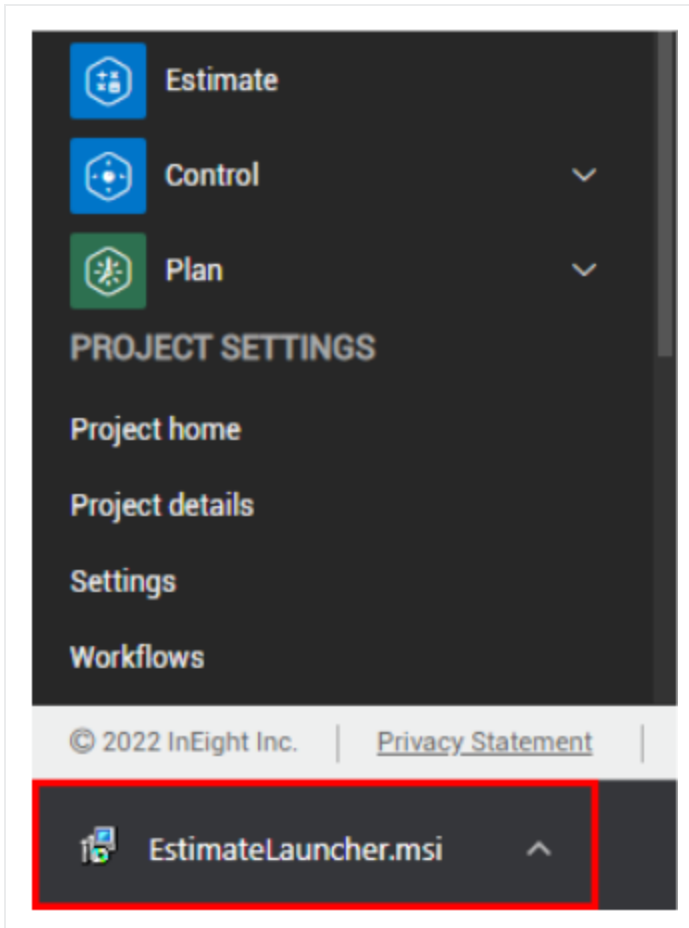 Estimate
Control
Plan
PROJECT SETTINGS
Project home
Project details
Settings
Workflows
© 2022 InEight Inc. | Privacy Statement |
EstimateLauncher.msi